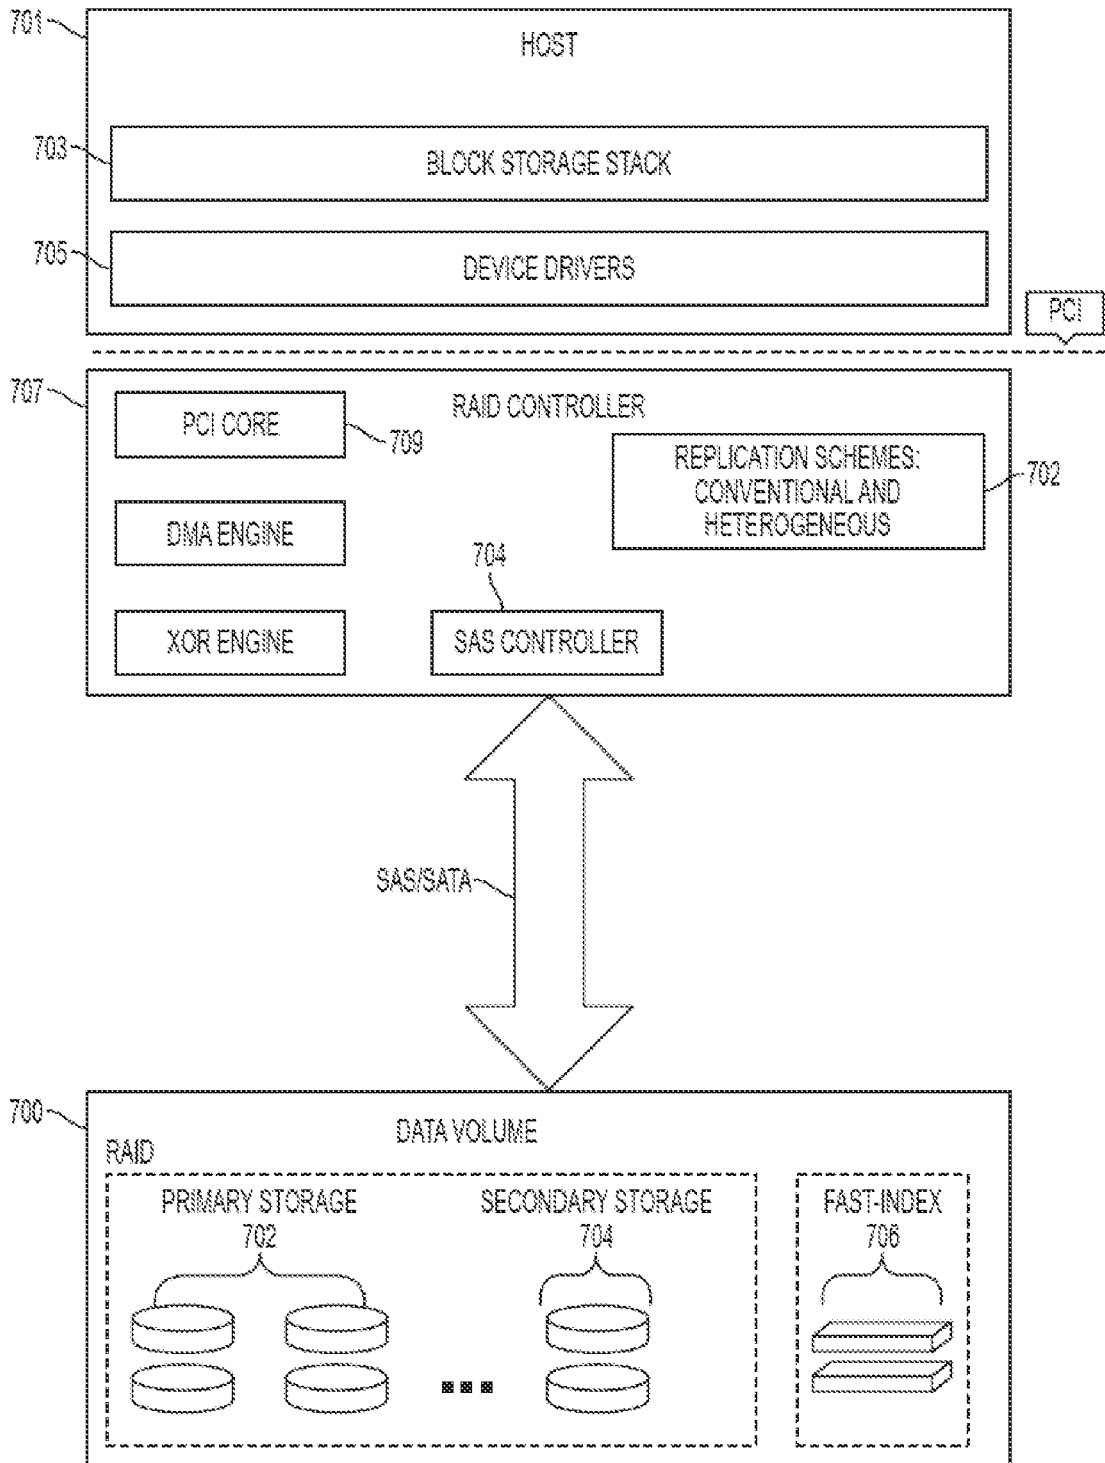 701
HOST
703
BLOCK STORAGE STACK
705
DEVICE DRIVERS
PCI
707
PCI CORE
709
RAID CONTROLLER
REPLICATION SCHEMES:
CONVENTIONAL AND
HETEROGENEOUS
702
DMA ENGINE
704
XOR ENGINE
SAS CONTROLLER
SAS/SATA
700
DATA VOLUME
RAID
PRIMARY STORAGE
702
SECONDARY STORAGE
704
FAST-INDEX
706